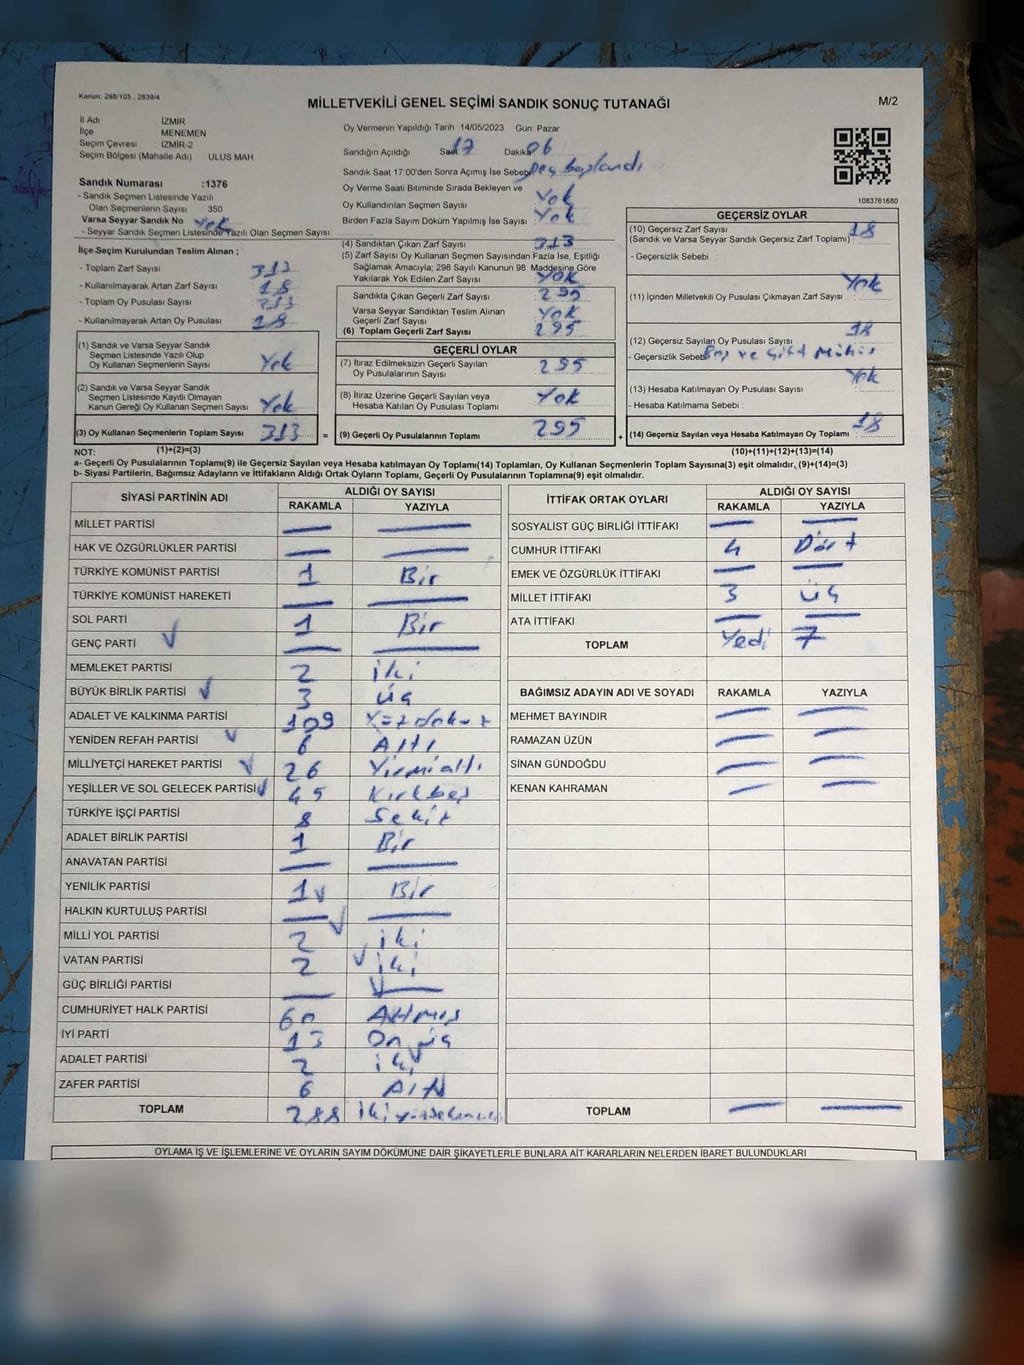 Kanun: 298/105 , 2839/4
MİLLETVEKİLİ GENEL SEÇİMİ SANDIK SONUÇ TUTANAĞI
M/2
İl Adı : İZMİR
İlçe MENEMEN
Seçim Çevresi : İZMİR-2
Seçim Bölgesi (Mahalle Adı) ULUS MAH
Oy Vermenin Yapıldığı Tarih 14/05/2023 Gün: Pazar
Sandığın Açıldığı Saat 17 Dakika 06
Sandık Saat 17.00'den Sonra Açımış İse Sebebi Geç başlandı
Oy Verme Saati Bitiminde Sırada Bekleyen ve
Oy Kullandırılan Seçmen Sayısı Yok
Birden Fazla Sayım Döküm Yapılmış İse Sayısı Yok
1083761680
Sandık Numarası :1376
- Sandık Seçmen Listesinde Yazılı
Olan Seçmenlerin Sayısı 350
Varsa Seyyar Sandık No Yok
- Seyyar Sandık Seçmen Listesinde Yazılı Olan Seçmen Sayısı:
İlçe Seçim Kurulundan Teslim Alınan ;
- Toplam Zarf Sayısı
- Kullanılmayarak Artan Zarf Sayısı 18
- Toplam Oy Pusulası Sayısı
- Kullanılmayarak Artan Oy Pusulası 18
(1) Sandık ve Varsa Seyyar Sandık
Seçmen Listesinde Yazılı Olup
Oy Kullanan Seçmenlerin Sayısı Yok
(2) Sandık ve Varsa Seyyar Sandık
Seçmen Listesinde Kayıtlı Olmayan
Kanun Gereği Oy Kullanan Seçmen Sayısı Yok
(3) Oy Kullanan Seçmenlerin Toplam Sayısı 313 =
(1)+(2)=(3)
(4) Sandıktan Çıkan Zarf Sayısı 313
(5) Zarf Sayısı Oy Kullanan Seçmen Sayısından Fazla İse, Eşitliği
Sağlamak Amacıyla; 298 Sayılı Kanunun 98. Maddesine Göre
Yakılarak Yok Edilen Zarf Sayısı YOK
Sandıkta Çıkan Geçerli Zarf Sayısı 295
Varsa Seyyar Sandıktan Teslim Alınan
Geçerli Zarf Sayısı Yok
(6) Toplam Geçerli Zarf Sayısı 295
GEÇERLİ OYLAR
(7) İtiraz Edilmeksizin Geçerli Sayılan
Oy Pusulalarının Sayısı 295
(8) İtiraz Üzerine Geçerli Sayılan veya
Hesaba Katılan Oy Pusulası Toplamı YOK
(9) Geçerli Oy Pusulalarının Toplamı 295 +
GEÇERSİZ OYLAR
(10) Geçersiz Zarf Sayısı
(Sandık ve Varsa Seyyar Sandık Geçersiz Zarf Toplamı) 18
- Geçersizlik Sebebi :
(11) İçinden Milletvekili Oy Pusulası Çıkmayan Zarf Sayısı Yok
(12) Geçersiz Sayılan Oy Pusulası Sayısı 18
- Geçersizlik Sebebi Boş ve Çift Mühür
(13) Hesaba Katılmayan Oy Pusulası Sayısı Yok
- Hesaba Katılmama Sebebi :
(14) Geçersiz Sayılan veya Hesaba Katılmayan Oy Toplamı 18
(10)+(11)+(12)+(13)=(14)
NOT:
a- Geçerli Oy Pusulalarının Toplamı(9) ile Geçersiz Sayılan veya Hesaba katılmayan Oy Toplamı(14) Toplamları, Oy Kullanan Seçmenlerin Toplam Sayısına(3) eşit olmalıdır, (9)+(14)=(3)
b- Siyasi Partilerin, Bağımsız Adayların ve İttifakların Aldığı Ortak Oyların Toplamı, Geçerli Oy Pusulalarının Toplamına(9) eşit olmalıdır.
SİYASİ PARTİNİN ADI ALDIĞI OY SAYISI
RAKAMLA YAZIYLA
MİLLET PARTİSİ — —
HAK VE ÖZGÜRLÜKLER PARTİSİ — —
TÜRKİYE KOMÜNİST PARTİSİ 1 Bir
TÜRKİYE KOMÜNİST HAREKETİ — —
SOL PARTİ 1 Bir
GENÇ PARTİ — —
MEMLEKET PARTİSİ 2 iki
BÜYÜK BİRLİK PARTİSİ 3 üç
ADALET VE KALKINMA PARTİSİ 109 Yüzdokuz
YENİDEN REFAH PARTİSİ 6 Altı
MİLLİYETÇİ HAREKET PARTİSİ 26 Yirmialtı
YEŞİLLER VE SOL GELECEK PARTİSİ 45 Kırkbeş
TÜRKİYE İŞÇİ PARTİSİ 8 Sekiz
ADALET BİRLİK PARTİSİ 1 Bir
ANAVATAN PARTİSİ — —
YENİLİK PARTİSİ 1 Bir
HALKIN KURTULUŞ PARTİSİ — —
MİLLİ YOL PARTİSİ 2 iki
VATAN PARTİSİ 2 iki
GÜÇ BİRLİĞİ PARTİSİ — —
CUMHURİYET HALK PARTİSİ 60 Altmış
İYİ PARTİ 13 On üç
ADALET PARTİSİ 2 iki
ZAFER PARTİSİ 6 Altı
TOPLAM 288
İTTİFAK ORTAK OYLARI ALDIĞI OY SAYISI
RAKAMLA YAZIYLA
SOSYALİST GÜÇ BİRLİĞİ İTTİFAKI — —
CUMHUR İTTİFAKI 4 Dört
EMEK VE ÖZGÜRLÜK İTTİFAKI — —
MİLLET İTTİFAKI 3 üç
ATA İTTİFAKI — —
TOPLAM Yedi 7
BAĞIMSIZ ADAYIN ADI VE SOYADI RAKAMLA YAZIYLA
MEHMET BAYINDIR — —
RAMAZAN ÜZÜN — —
SİNAN GÜNDOĞDU — —
KENAN KAHRAMAN — —
TOPLAM — —
OYLAMA İŞ VE İŞLEMLERİNE VE OYLARIN SAYIM DÖKÜMÜNE DAİR ŞİKAYETLERLE BUNLARA AİT KARARLARIN NELERDEN İBARET BULUNDUKLARI